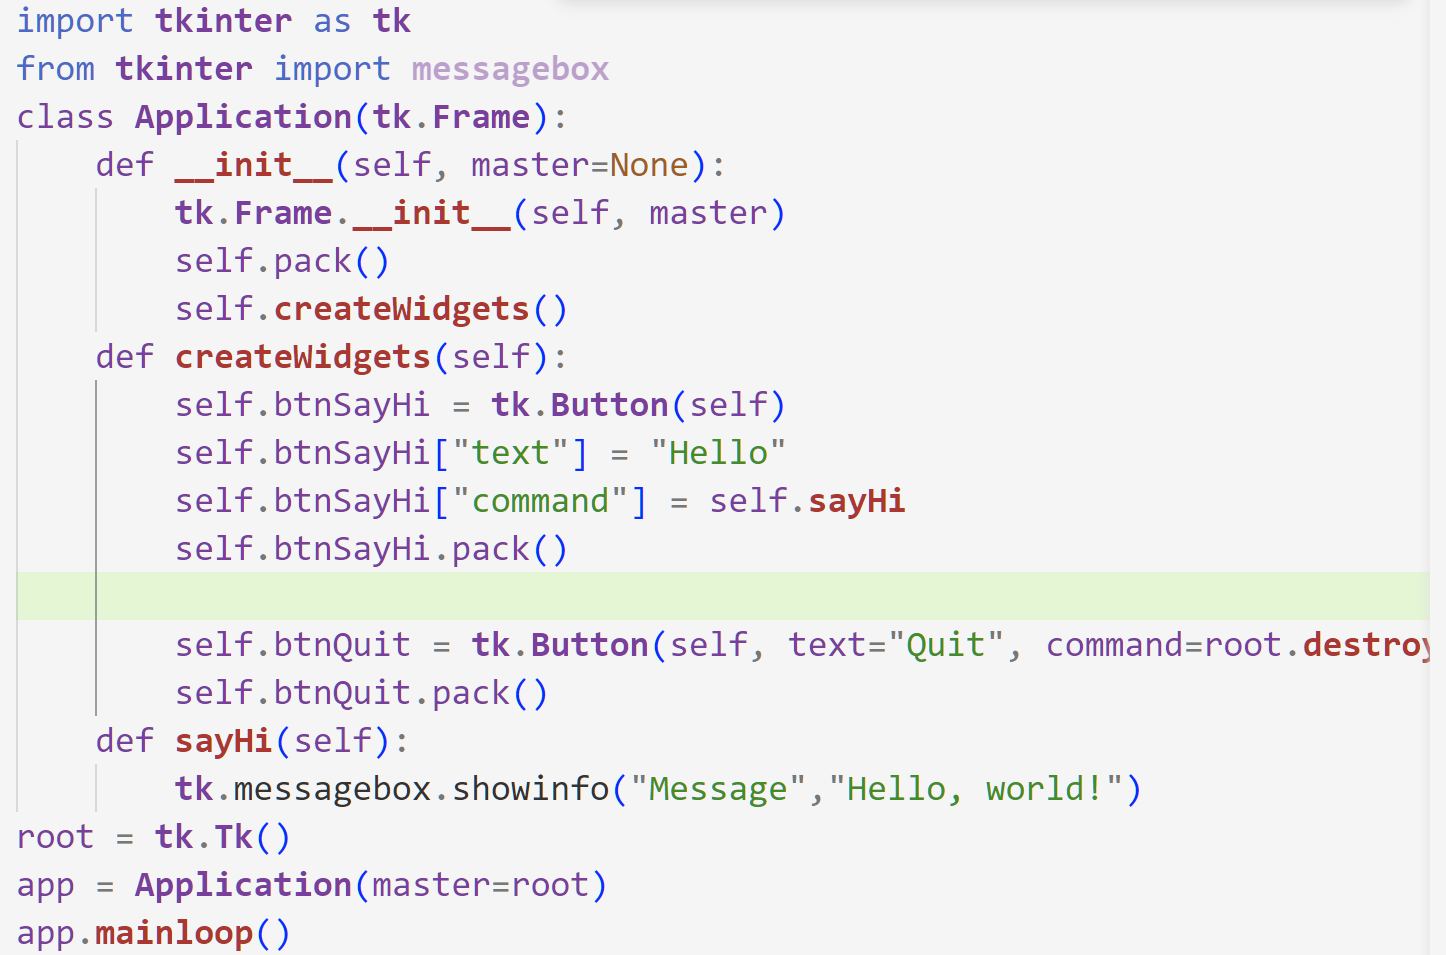 import tkinter as tk
from tkinter import messagebox
class Application(tk.Frame):
    def __init__(self, master=None):
        tk.Frame.__init__(self, master)
        self.pack()
        self.createWidgets()
    def createWidgets(self):
        self.btnSayHi = tk.Button(self)
        self.btnSayHi["text"] = "Hello"
        self.btnSayHi["command"] = self.sayHi
        self.btnSayHi.pack()
        self.btnQuit = tk.Button(self, text="Quit", command=root.destroy
        self.btnQuit.pack()
    def sayHi(self):
        tk.messagebox.showinfo("Message","Hello, world!")
root = tk.Tk()
app = Application(master=root)
app.mainloop()